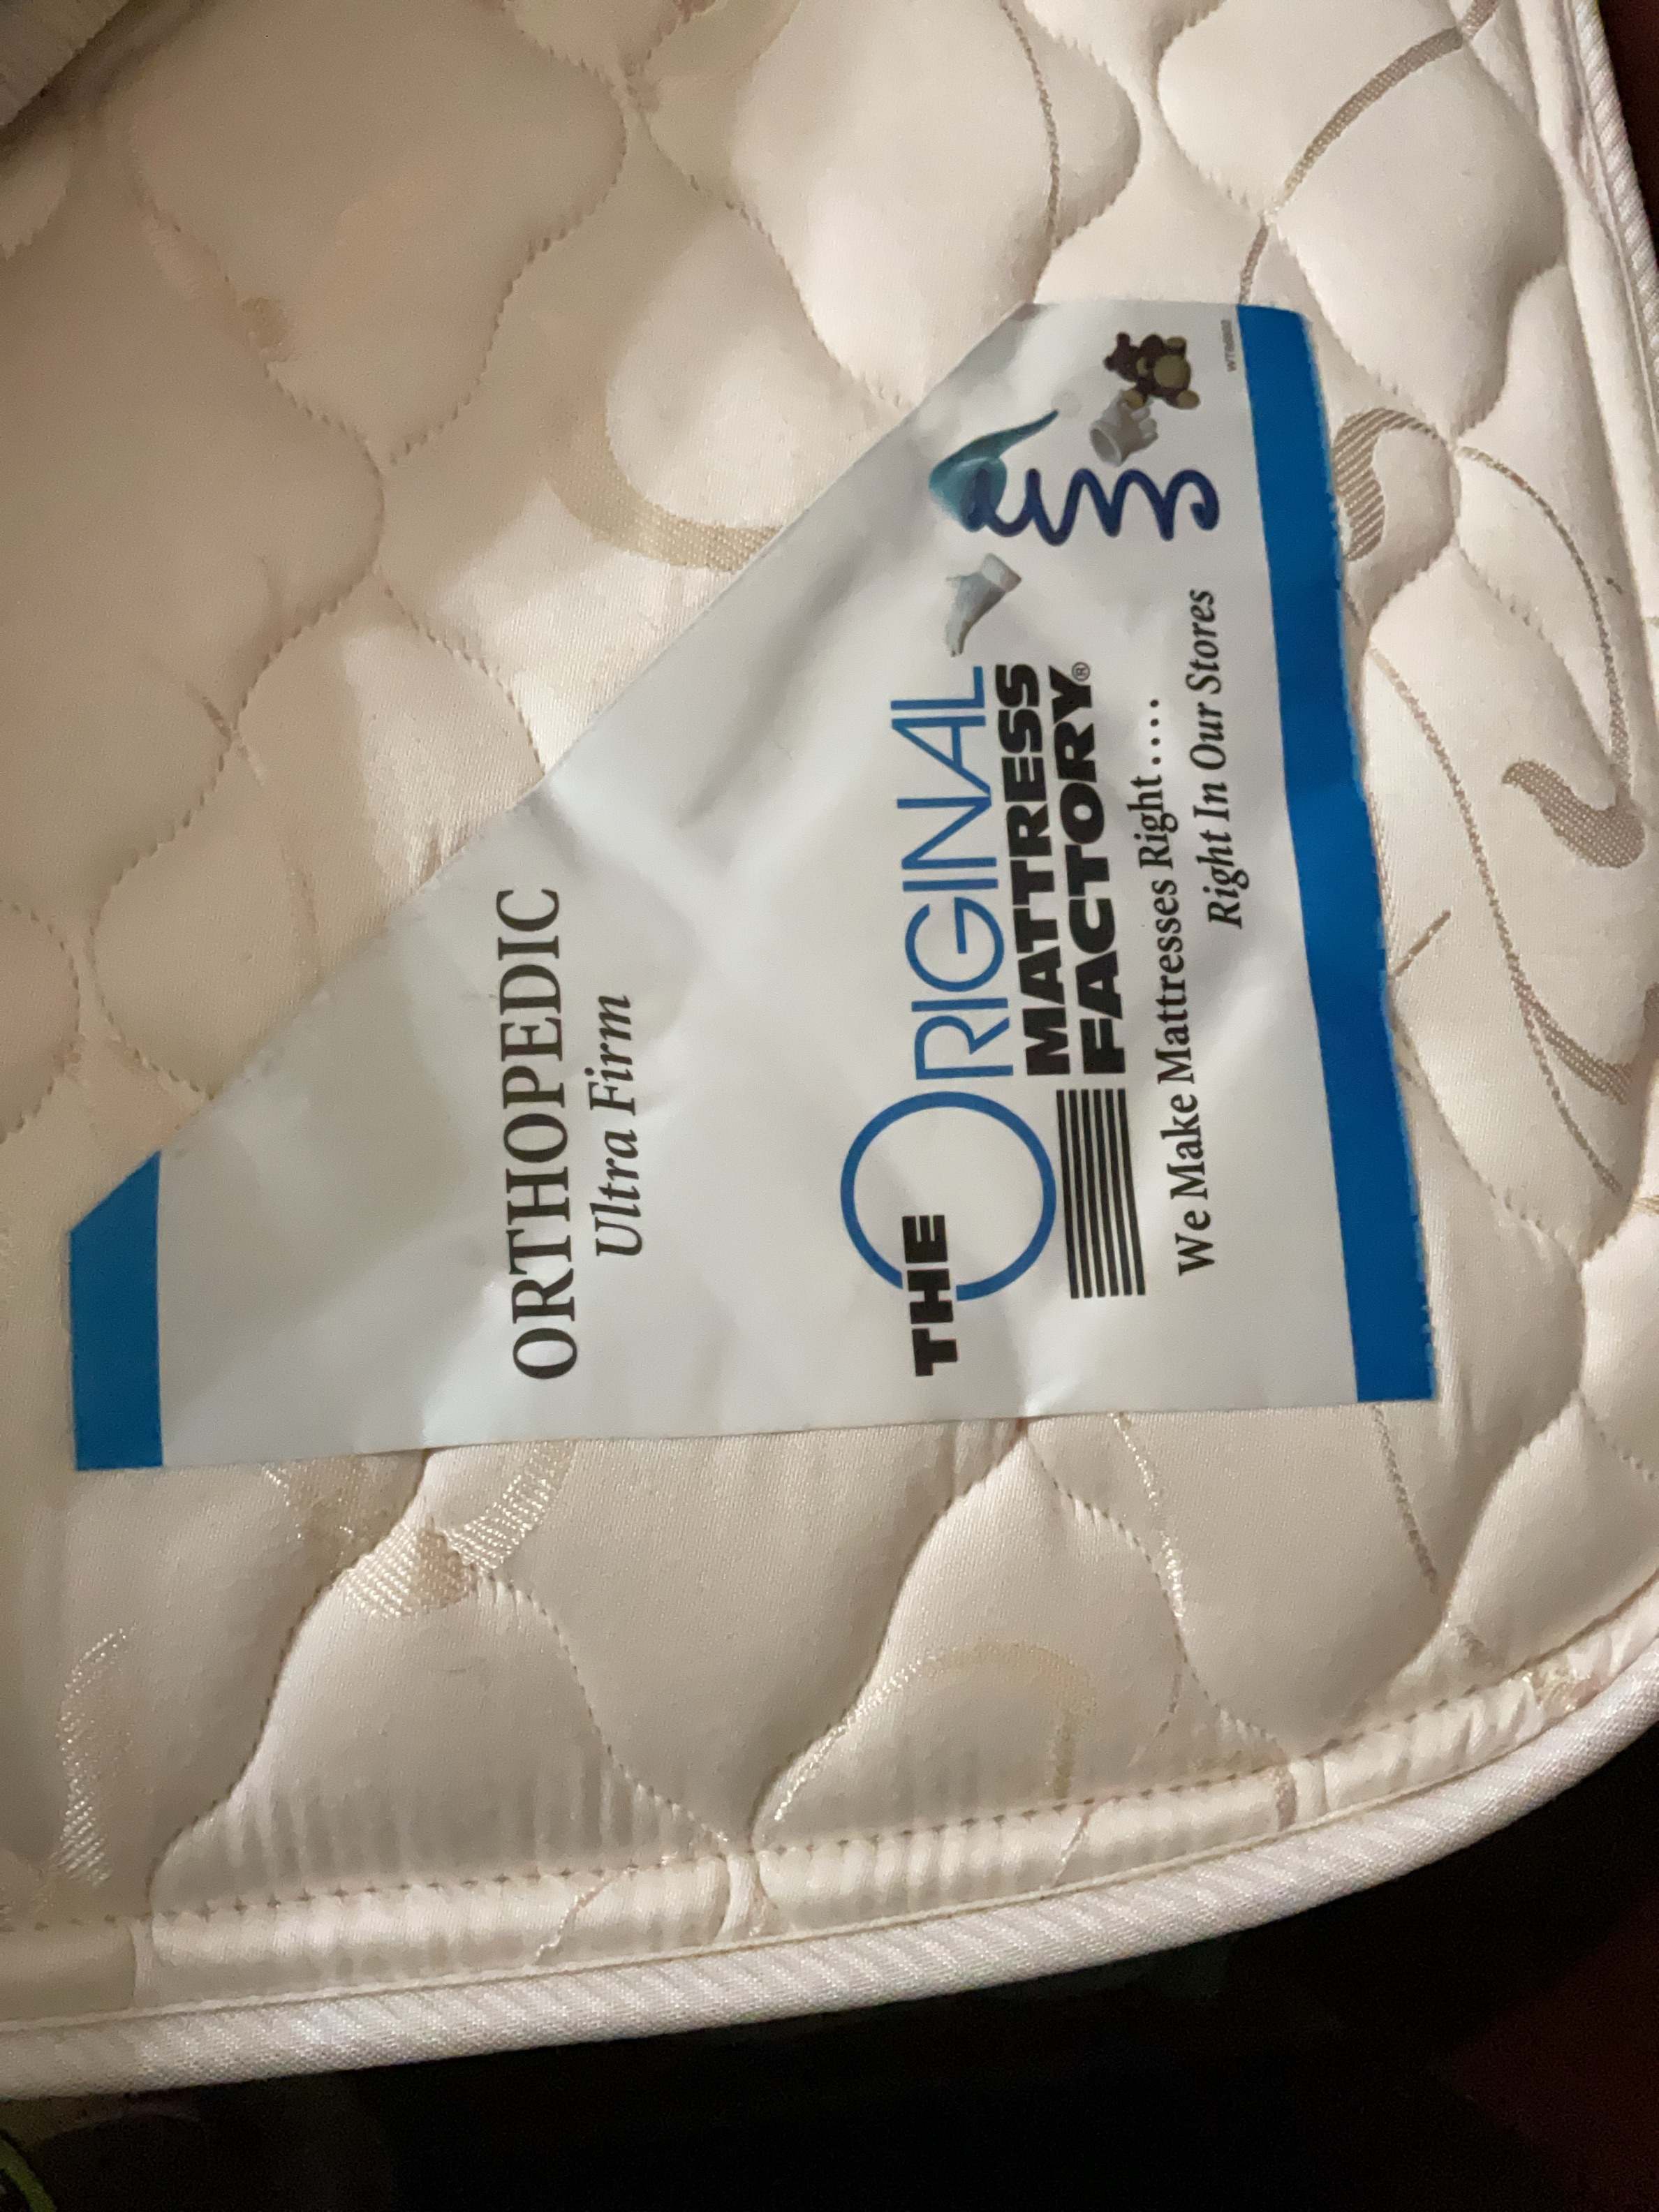 ORTHOPEDIC
Ultra Firm
THE ORIGINAL
MATTRESS
FACTORY®
We Make Mattresses Right.....
Right In Our Stores